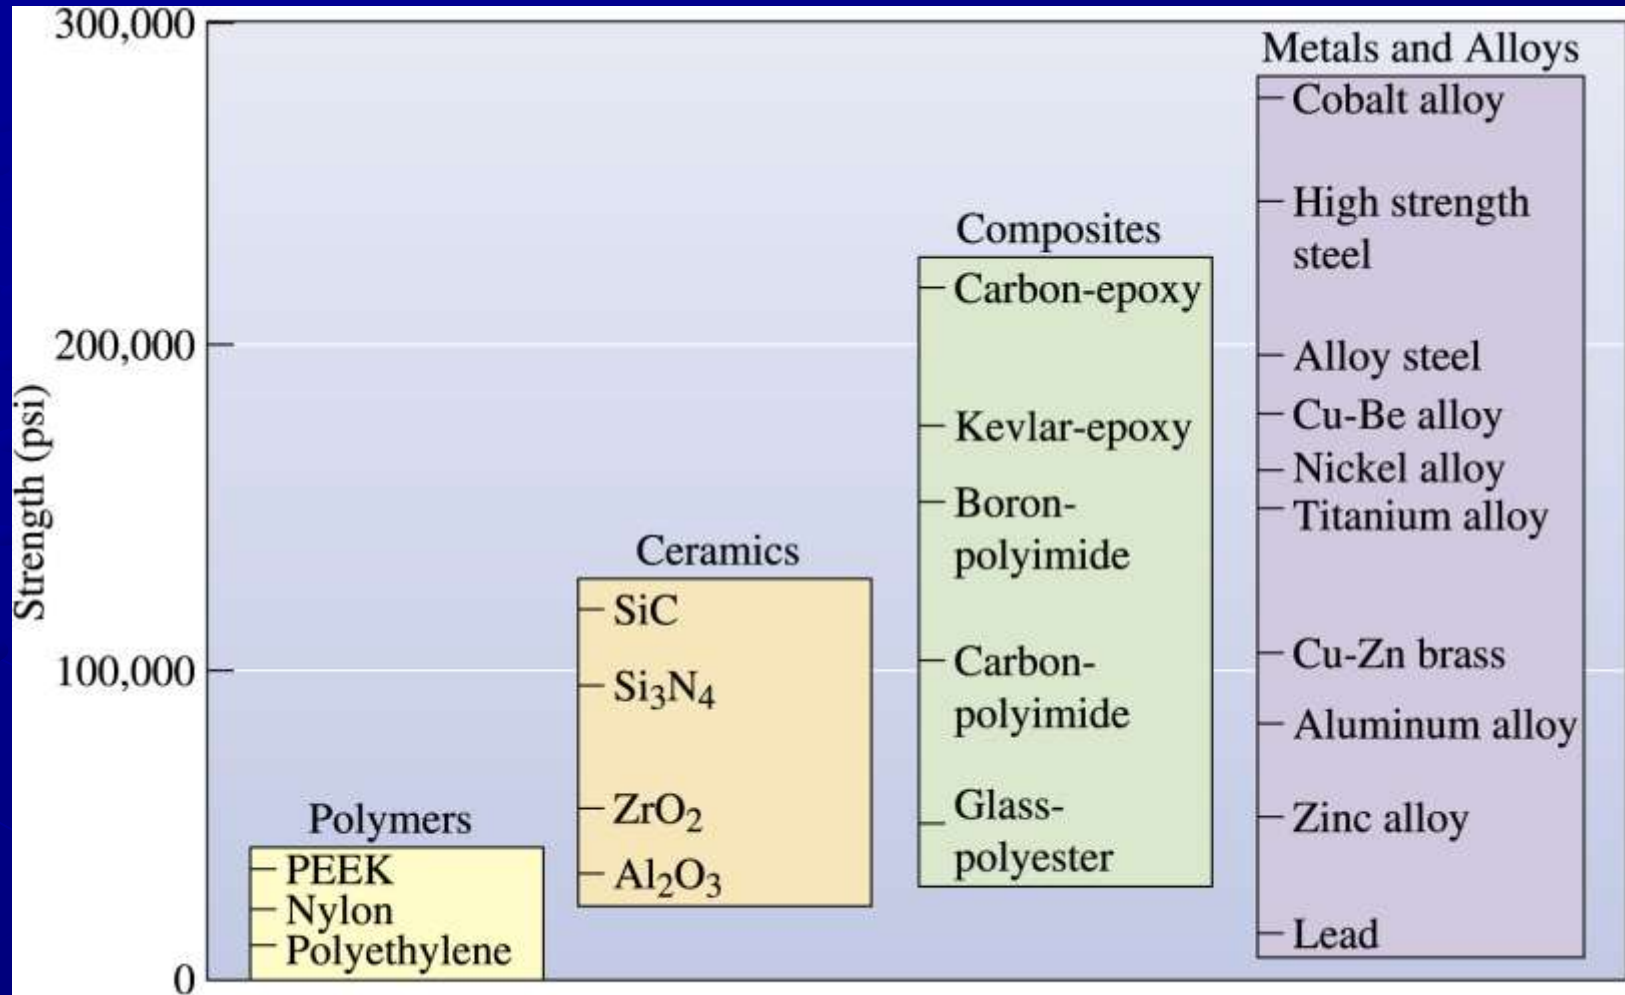 300,000
200,000
100,000
0
Strength (psi)
Polymers
PEEK
Nylon
Polyethylene
Ceramics
SiC
Si₃N₄
ZrO₂
Al₂O₃
Composites
Carbon-epoxy
Kevlar-epoxy
Boron-
polyimide
Carbon-
polyimide
Glass-
polyester
Metals and Alloys
Cobalt alloy
High strength
steel
Alloy steel
Cu-Be alloy
Nickel alloy
Titanium alloy
Cu-Zn brass
Aluminum alloy
Zinc alloy
Lead